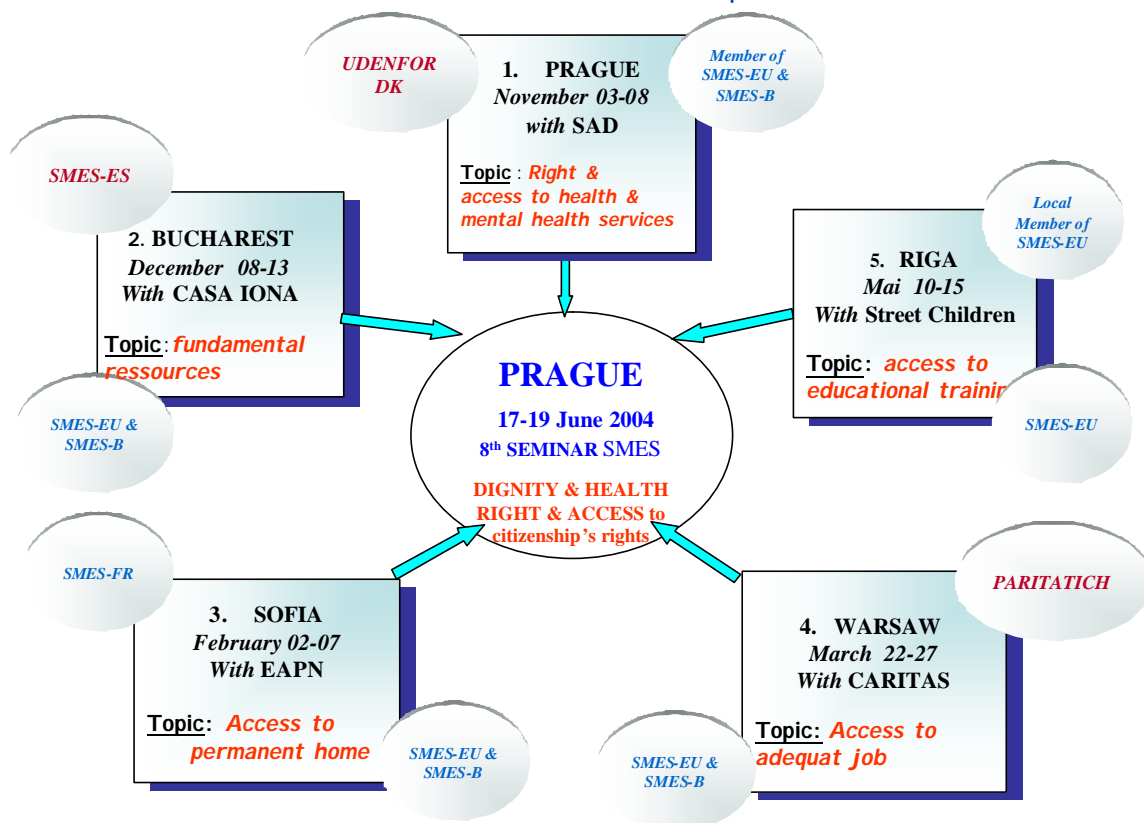 UDENFOR
DK
1. PRAGUE
November 03-08
with SAD
Topic : Right &
access to health &
mental health services
Member of
SMES-EU &
SMES-B
SMES-ES
2. BUCHAREST
December 08-13
With CASA IONA
Topic: fundamental
ressources
SMES-EU &
SMES-B
Local
Member of
SMES-EU
5. RIGA
Mai 10-15
With Street Children
Topic: access to
educational trainin
SMES-EU
PRAGUE
17-19 June 2004
8th SEMINAR SMES
DIGNITY & HEALTH
RIGHT & ACCESS to
citizenship's rights
SMES-FR
3. SOFIA
February 02-07
With EAPN
Topic: Access to
permanent home
SMES-EU &
SMES-B
PARITATICH
4. WARSAW
March 22-27
With CARITAS
Topic: Access to
adequat job
SMES-EU &
SMES-B